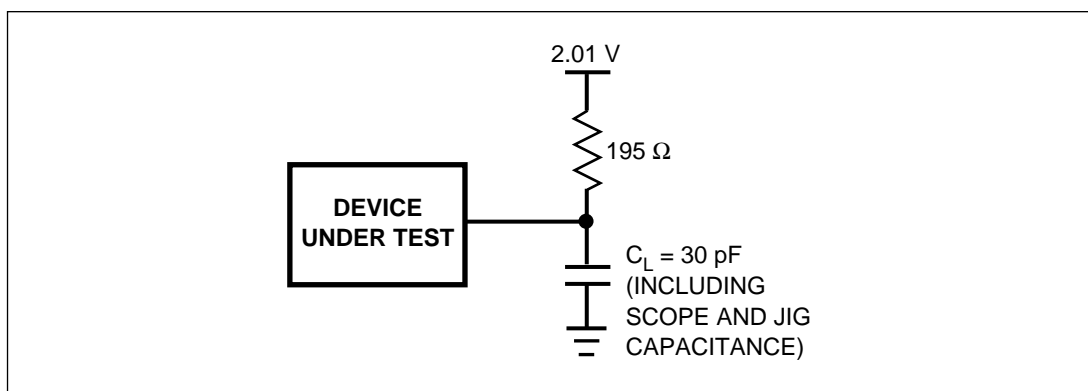 2.01 V
195 Ω
DEVICE
UNDER TEST
C_L = 30 pF
(INCLUDING
SCOPE AND JIG
CAPACITANCE)